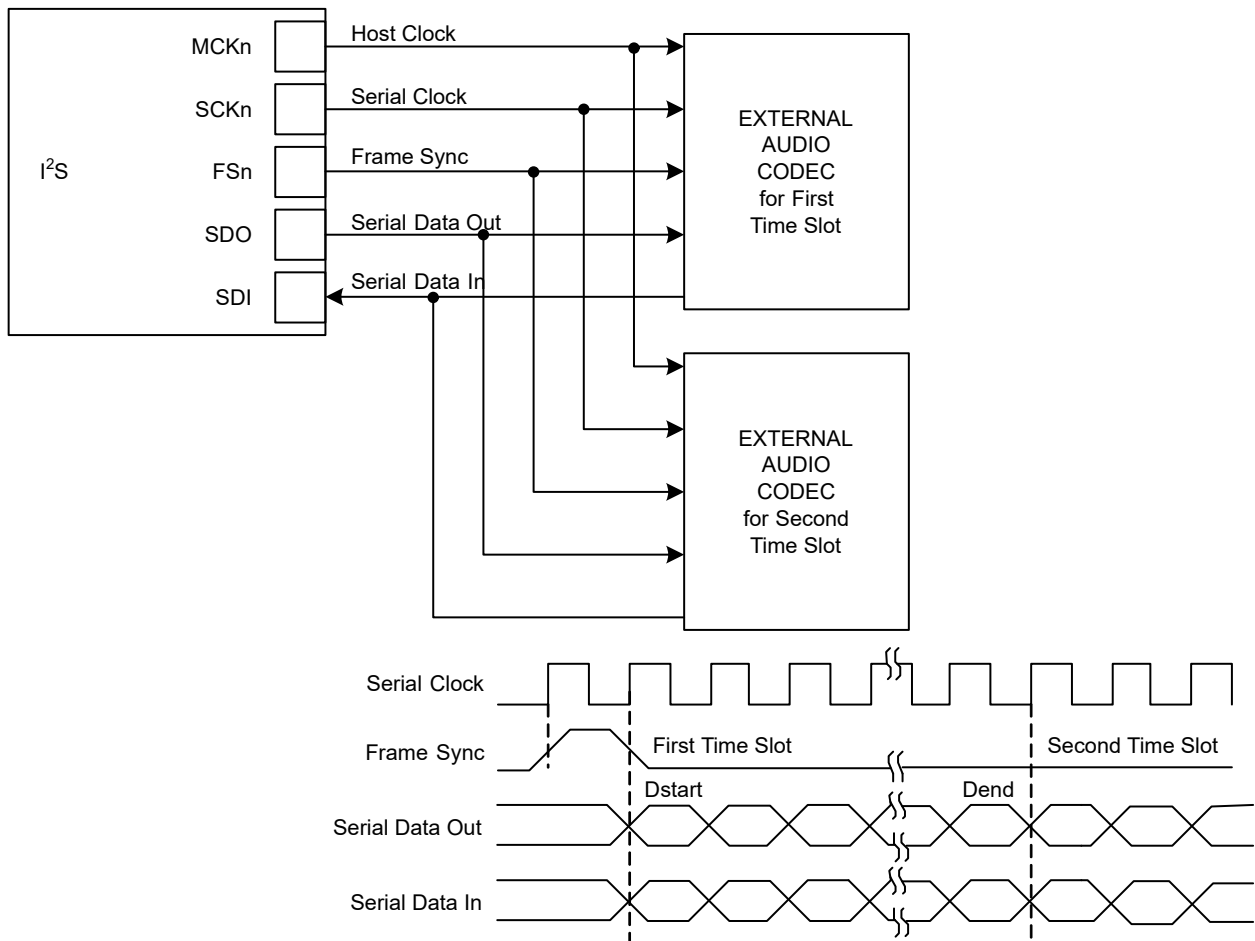 MCKn
Host Clock
SCKn
Serial Clock
I²S
FSn
Frame Sync
SDO
Serial Data Out
SDI
Serial Data In
EXTERNAL
AUDIO
CODEC
for First
Time Slot
EXTERNAL
AUDIO
CODEC
for Second
Time Slot
Serial Clock
Frame Sync
First Time Slot
Second Time Slot
Dstart
Dend
Serial Data Out
Serial Data In